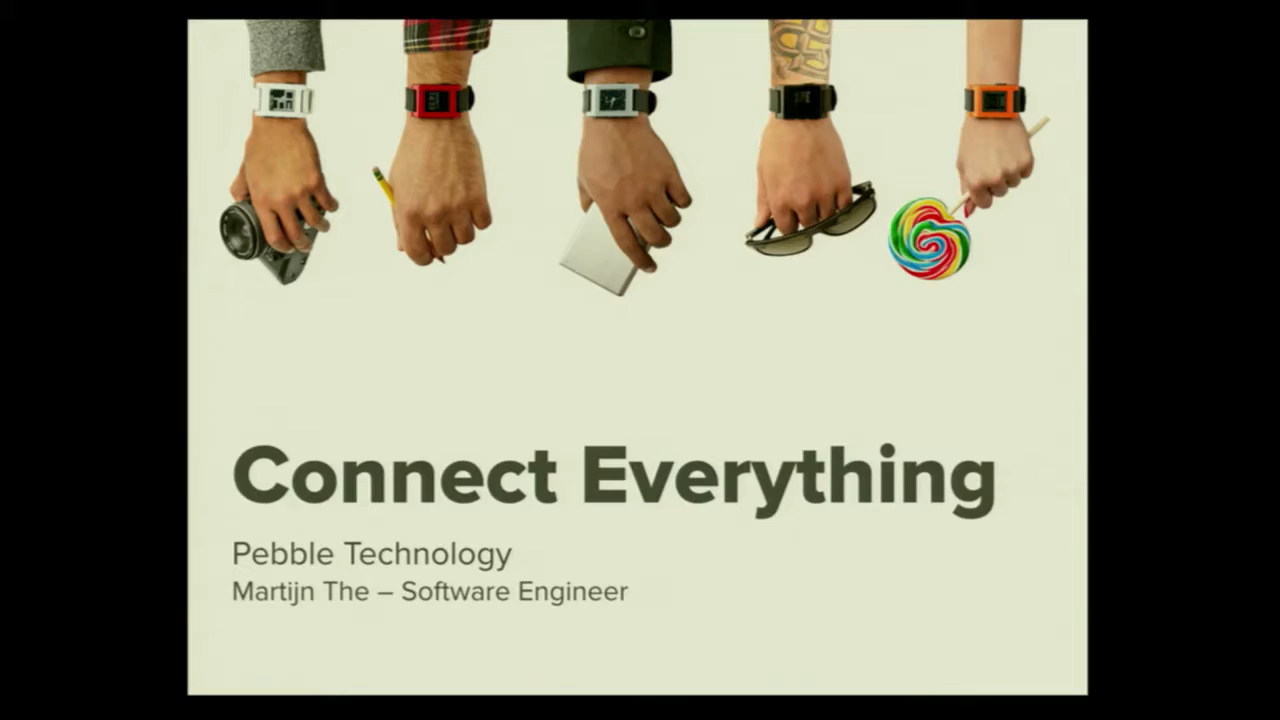 Connect Everything
Pebble Technology
Martijn The – Software Engineer